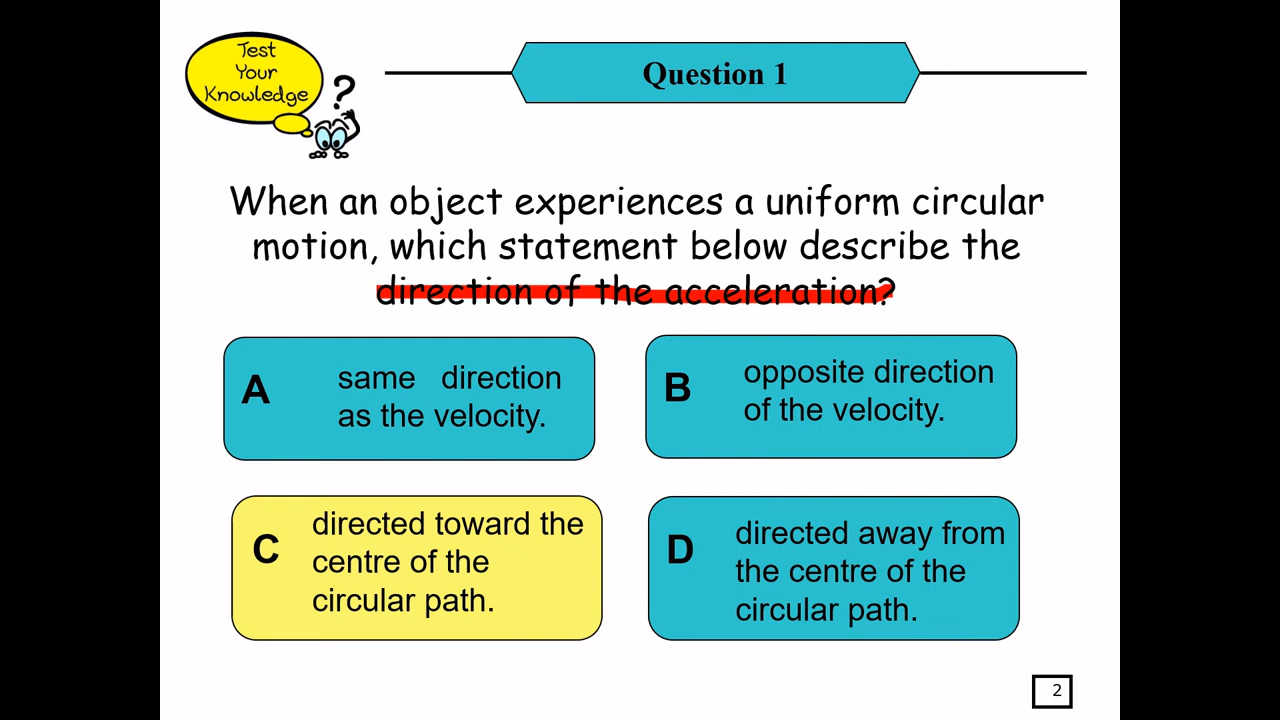 Test
Your
Knowledge
?
Question 1
When an object experiences a uniform circular
motion, which statement below describe the
direction of the acceleration?
A
same direction
as the velocity.
B
opposite direction
of the velocity.
C
directed toward the
centre of the
circular path.
D
directed away from
the centre of the
circular path.
2